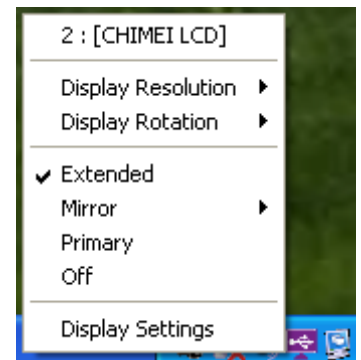 2 : [CHIMEI LCD]
Display Resolution
Display Rotation
Extended
Mirror
Primary
Off
Display Settings